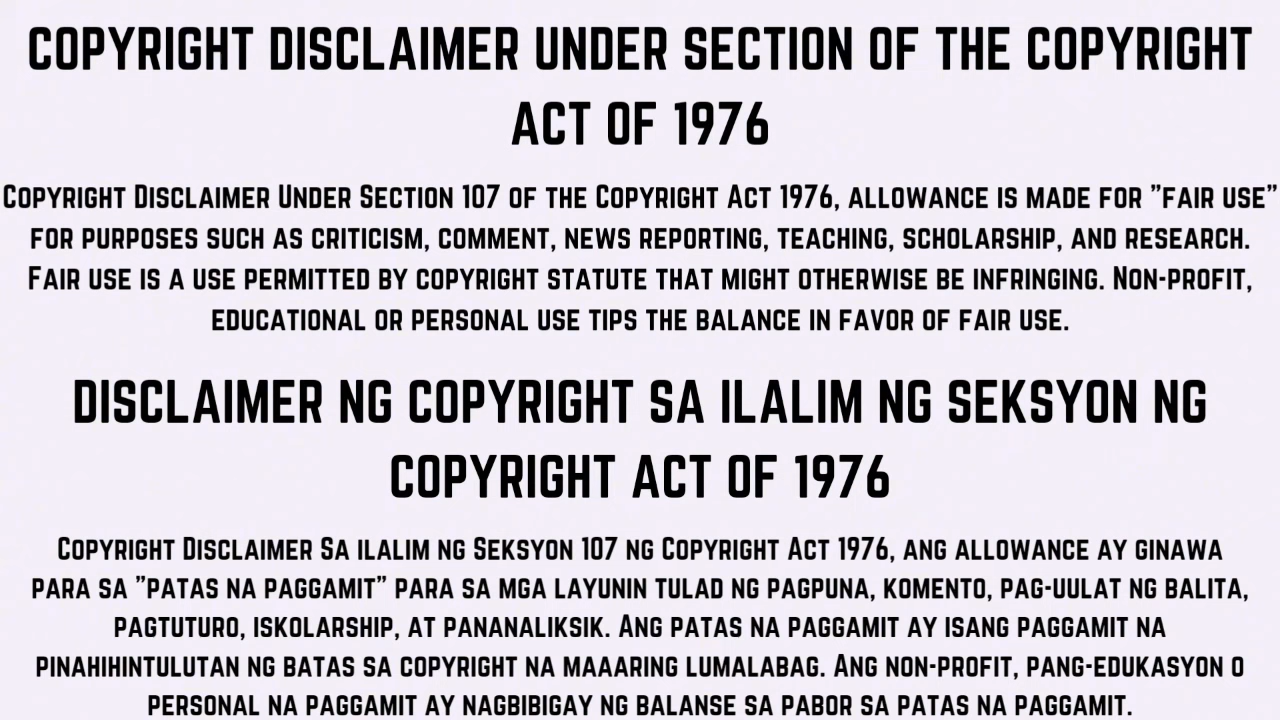 COPYRIGHT DISCLAIMER UNDER SECTION OF THE COPYRIGHT
ACT OF 1976
Copyright Disclaimer Under Section 107 of the Copyright Act 1976, allowance is made for "fair use"
for purposes such as criticism, comment, news reporting, teaching, scholarship, and research.
Fair use is a use permitted by copyright statute that might otherwise be infringing. Non-profit,
educational or personal use tips the balance in favor of fair use.
DISCLAIMER NG COPYRIGHT SA ILALIM NG SEKSYON NG
COPYRIGHT ACT OF 1976
Copyright Disclaimer Sa ilalim ng Seksyon 107 ng Copyright Act 1976, ang allowance ay ginawa
para sa "patas na paggamit" para sa mga layunin tulad ng pagpuna, komento, pag-uulat ng balita,
pagtuturo, iskolarship, at pananaliksik. Ang patas na paggamit ay isang paggamit na
pinahihintulutan ng batas sa copyright na maaaring lumalabag. Ang non-profit, pang-edukasyon o
personal na paggamit ay nagbibigay ng balanse sa pabor sa patas na paggamit.